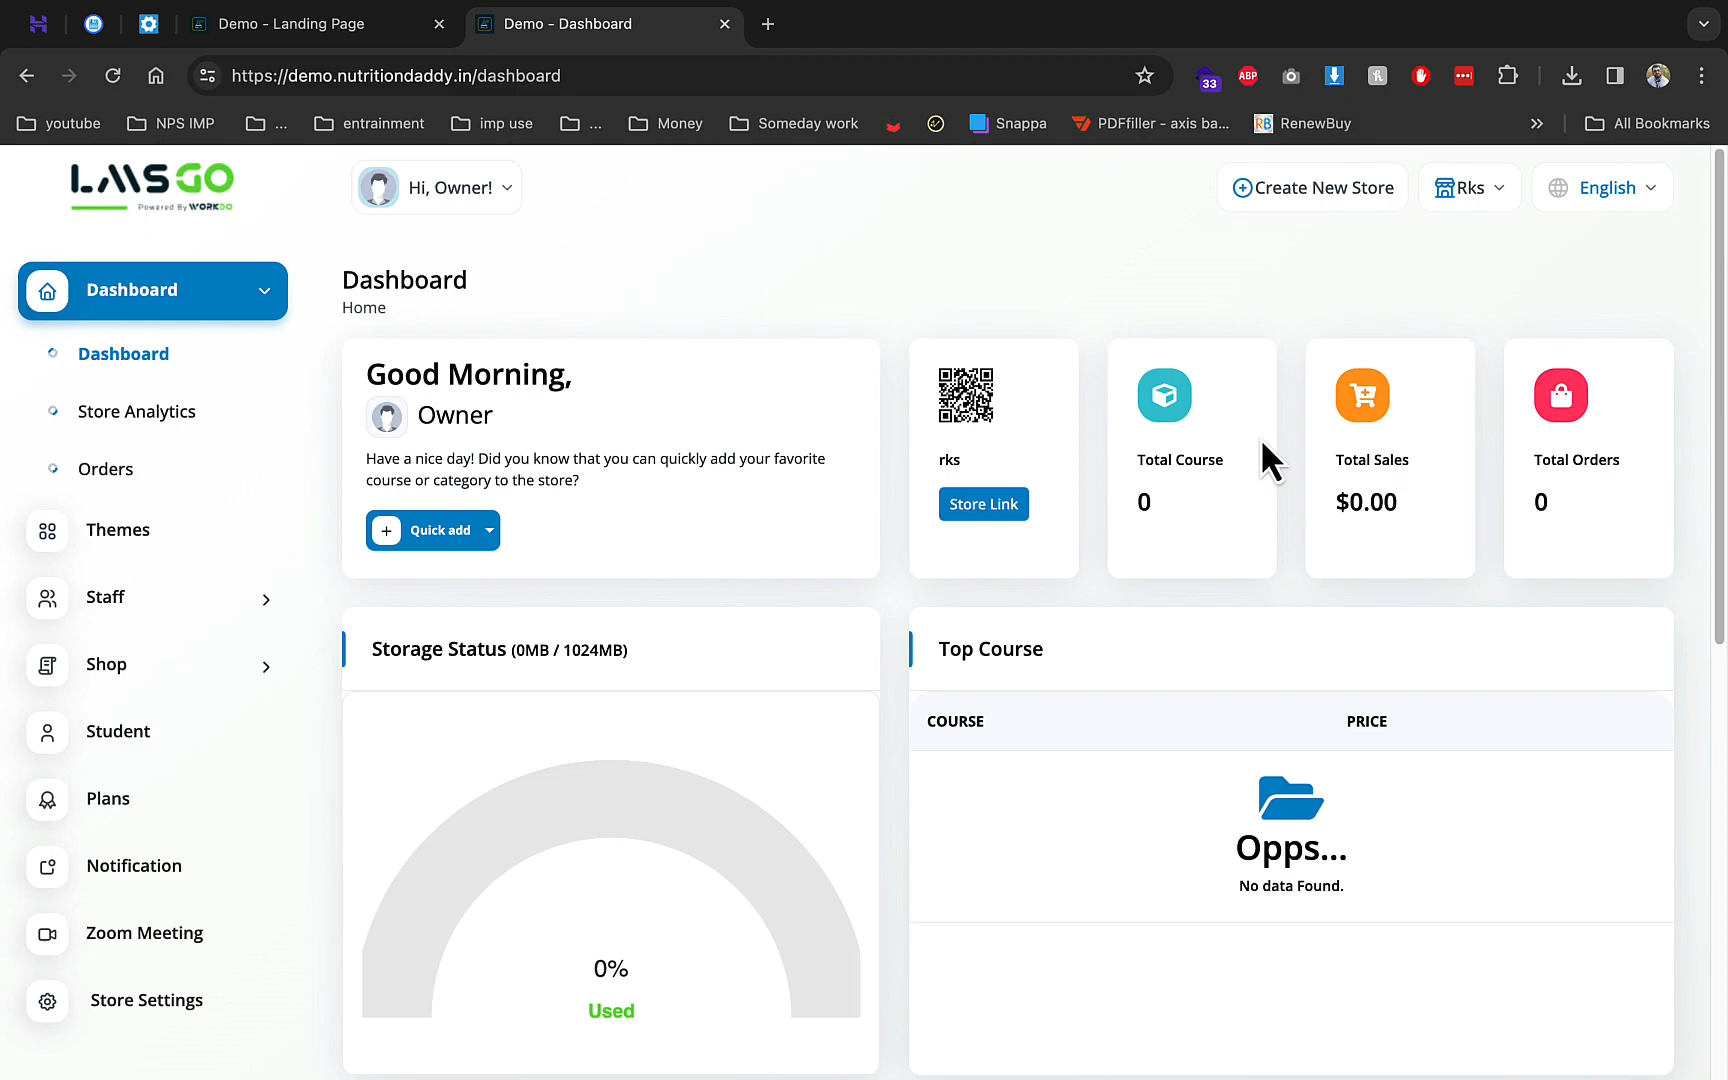 Demo - Landing Page
Demo - Dashboard
https://demo.nutritiondaddy.in/dashboard
33
ABP
youtube
NPS IMP
...
entrainment
imp use
...
Money
Someday work
Snappa
PDFfiller - axis ba...
RB
RenewBuy
All Bookmarks
LMSGO
Powered By WORKDO
Hi, Owner!
Create New Store
Rks
English
Dashboard
Dashboard
Store Analytics
Orders
Themes
Staff
Shop
Student
Plans
Notification
Zoom Meeting
Store Settings
Dashboard
Home
Good Morning,
Owner
Have a nice day! Did you know that you can quickly add your favorite
course or category to the store?
Quick add
rks
Store Link
Total Course
0
Total Sales
$0.00
Total Orders
0
Storage Status (0MB / 1024MB)
0%
Used
Top Course
COURSE PRICE
Opps...
No data Found.